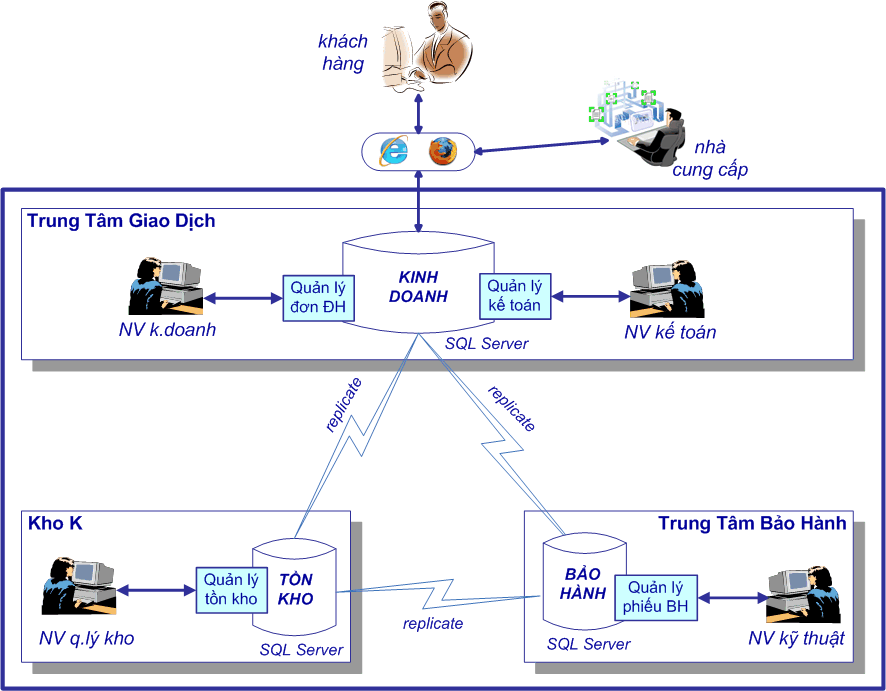 khách
hàng
nhà
cung cấp
Trung Tâm Giao Dịch
KINH
DOANH
Quản lý
đơn ĐH
Quản lý
kế toán
NV k.doanh
NV kế toán
SQL Server
replicate
replicate
Kho K
Trung Tâm Bảo Hành
Quản lý
tồn kho
TỒN
KHO
BẢO
HÀNH
Quản lý
phiếu BH
replicate
NV q.lý kho
SQL Server
SQL Server
NV kỹ thuật